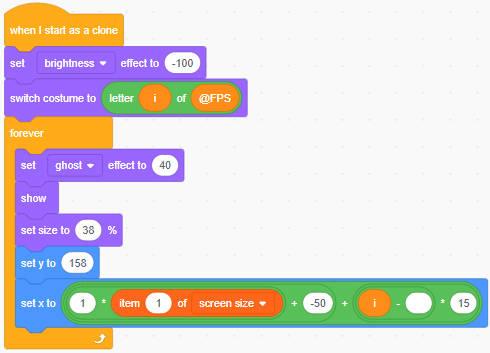 when I start as a clone
set brightness effect to -100
switch costume to letter i of @FPS
forever
set ghost effect to 40
show
set size to 38 %
set y to 158
set x to 1 * item 1 of screen size + -50 + i - * 15